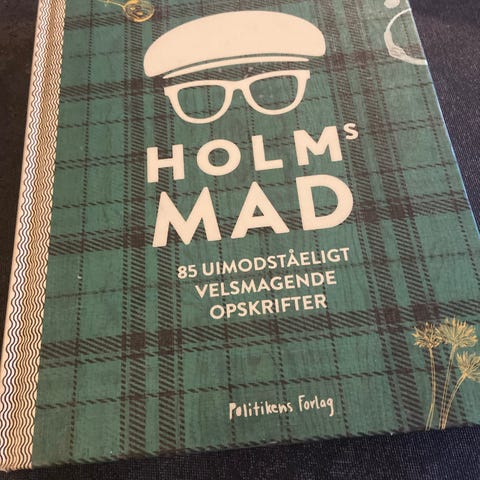 HOLMs
MAD
85 UIMODSTÅELIGT
VELSMAGENDE
OPSKRIFTER
Politikens Forlag